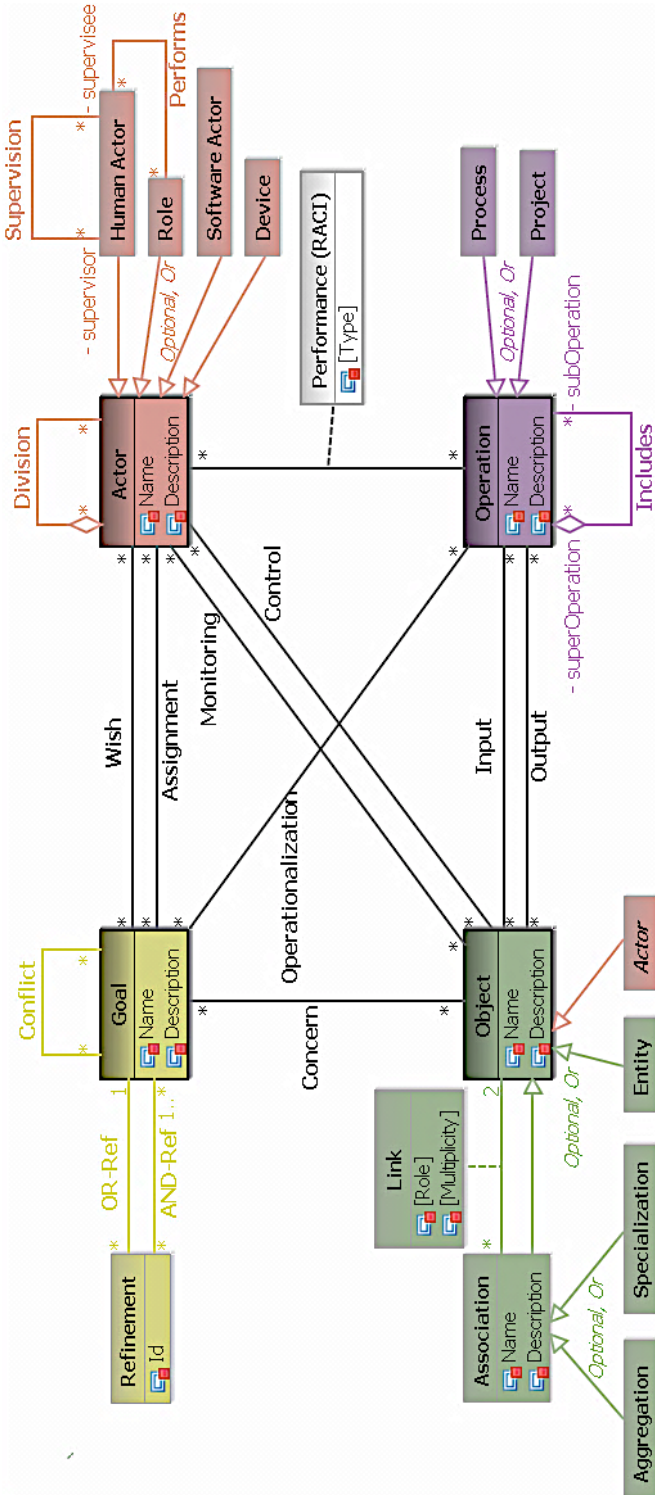 Conflict
Goal
Name
Description
*
*
OR-Ref
1
*
AND-Ref
1..*
*
Refinement
Id
Wish
*
*
Assignment
*
*
Division
*
*
Actor
Name
Description
Supervision
*
*
- supervisor
- supervisee
Human Actor
*
Performs
*
Role
Optional, Or
Software Actor
Device
Monitoring
*
*
Control
*
Operationalization
*
*
Concern
*
*
Performance (RACI)
[Type]
*
*
Link
[Role]
[Multiplicity]
2
*
Association
Name
Description
Optional, Or
Aggregation
Specialization
Object
Name
Description
Optional, Or
Entity
Actor
Input
*
*
Output
*
*
Operation
Name
Description
Process
Optional, Or
Project
- superOperation
*
- subOperation
*
Includes